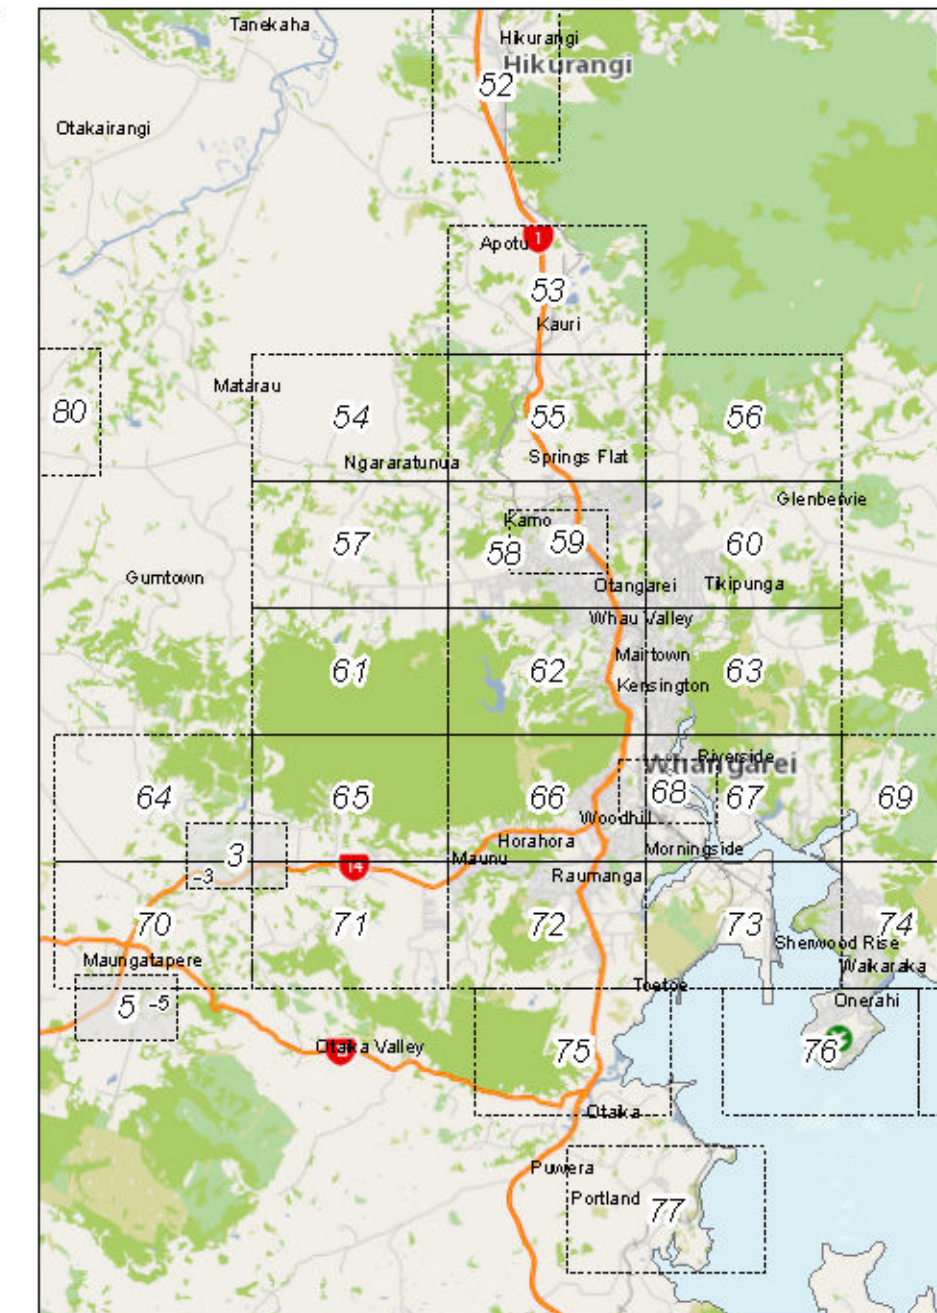 Tanekaha
Hikurangi
Hikurangi
52
Otakairangi
Apotu
1
53
Kauri
80
Matarau
54
55
56
Ngararatunua
Springs Flat
Glenbervie
Kamo
57
58
59
60
Gumtown
Otangarei
Tikipunga
Whau Valley
61
62
Mairtown
63
Kensington
Riverside
Whangarei
64
65
66
68
67
69
Woodhill
Horahora
Morningside
3
-3
14
Maunu
Raumanga
70
71
72
73
74
Sherwood Rise
Maungatapere
Waikaraka
Toetoe
5
-5
Onerahi
Otaika Valley
75
76
Otaika
Puwera
Portland
77